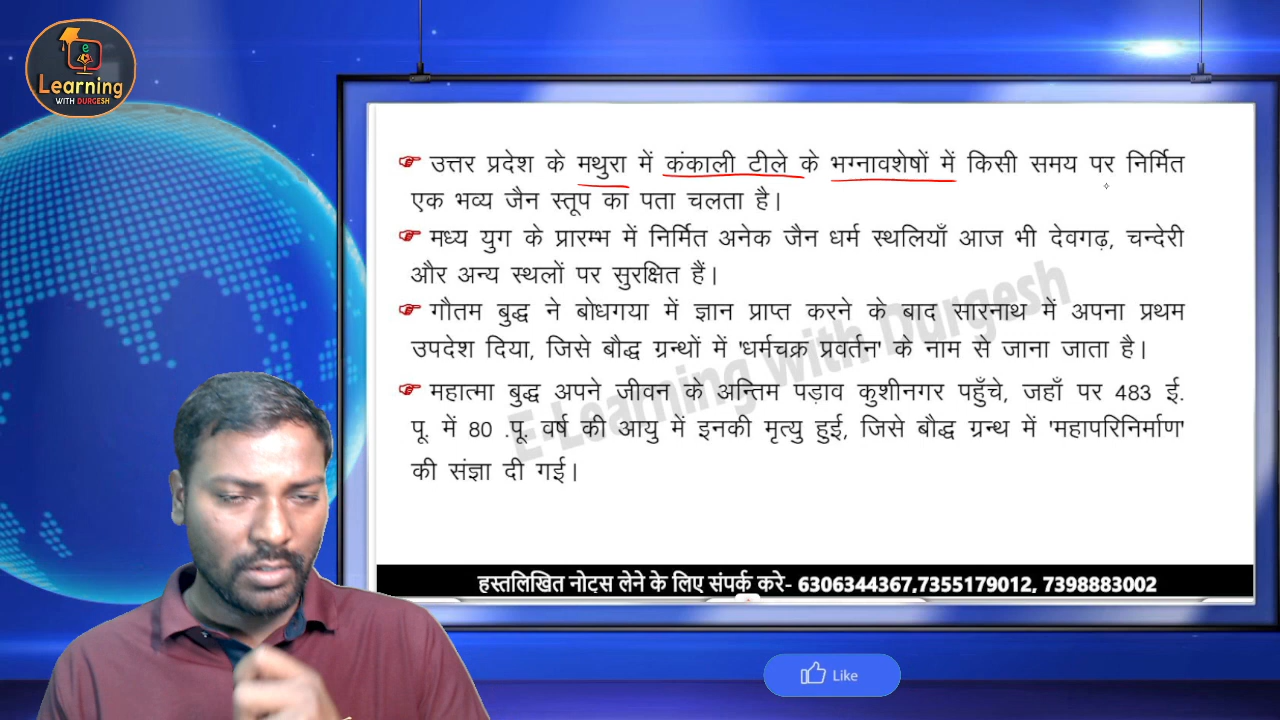 e
Learning
WITH DURGESH
☞ उत्तर प्रदेश के मथुरा में कंकाली टीले के भग्नावशेषों में किसी समय पर निर्मित
एक भव्य जैन स्तूप का पता चलता है।
☞ मध्य युग के प्रारम्भ में निर्मित अनेक जैन धर्म स्थलियाँ आज भी देवगढ़, चन्देरी
और अन्य स्थलों पर सुरक्षित हैं।
☞ गौतम बुद्ध ने बोधगया में ज्ञान प्राप्त करने के बाद सारनाथ में अपना प्रथम
उपदेश दिया, जिसे बौद्ध ग्रन्थों में 'धर्मचक्र प्रवर्तन' के नाम से जाना जाता है।
☞ महात्मा बुद्ध अपने जीवन के अन्तिम पड़ाव कुशीनगर पहुँचे, जहाँ पर 483 ई.
पू. में 80 .पू. वर्ष की आयु में इनकी मृत्यु हुई, जिसे बौद्ध ग्रन्थ में 'महापरिनिर्माण'
की संज्ञा दी गई।
E-Learning with Durgesh
हस्तलिखित नोट्स लेने के लिए संपर्क करे- 6306344367,7355179012, 7398883002
Like